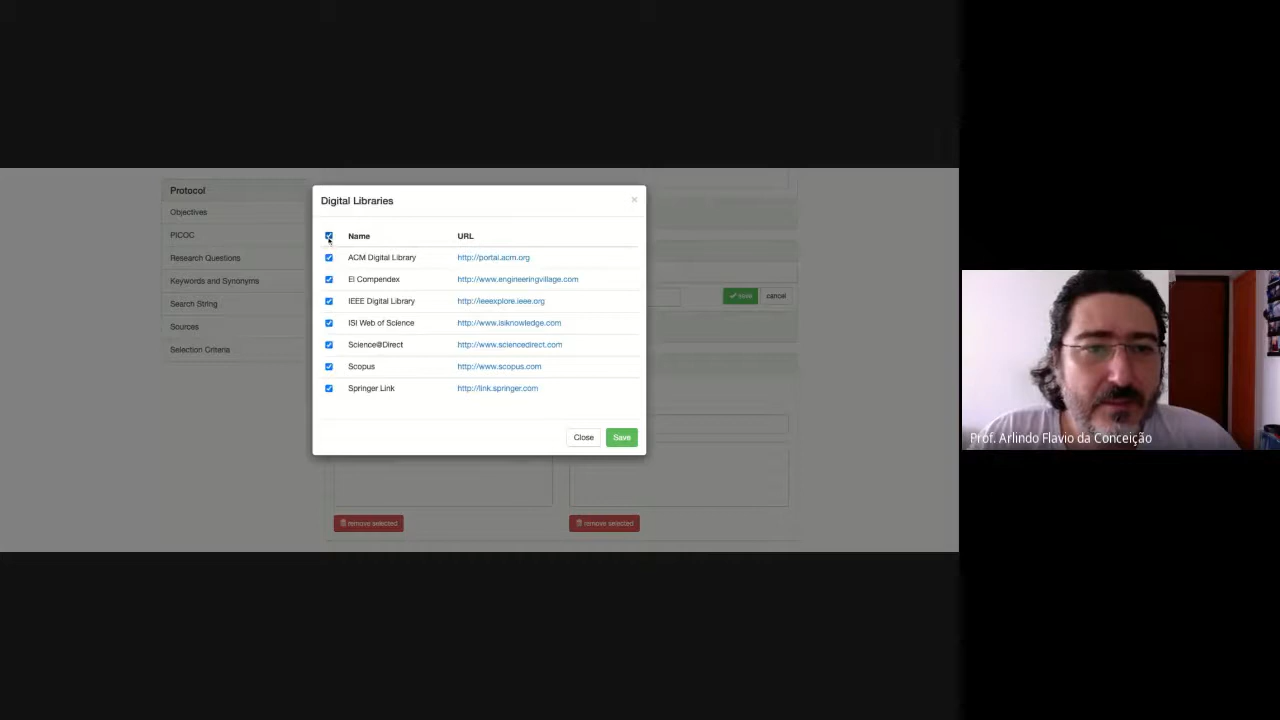 Protocol
Objectives
PICOC
Research Questions
Keywords and Synonyms
Search String
Sources
Selection Criteria
Digital Libraries
×
Name URL
ACM Digital Library http://portal.acm.org
El Compendex http://www.engineeringvillage.com
IEEE Digital Library http://ieeexplore.ieee.org
ISI Web of Science http://www.isiknowledge.com
Science@Direct http://www.sciencedirect.com
Scopus http://www.scopus.com
Springer Link http://link.springer.com
Close Save
save cancel
remove selected remove selected
Prof. Arlindo Flavio da Conceição